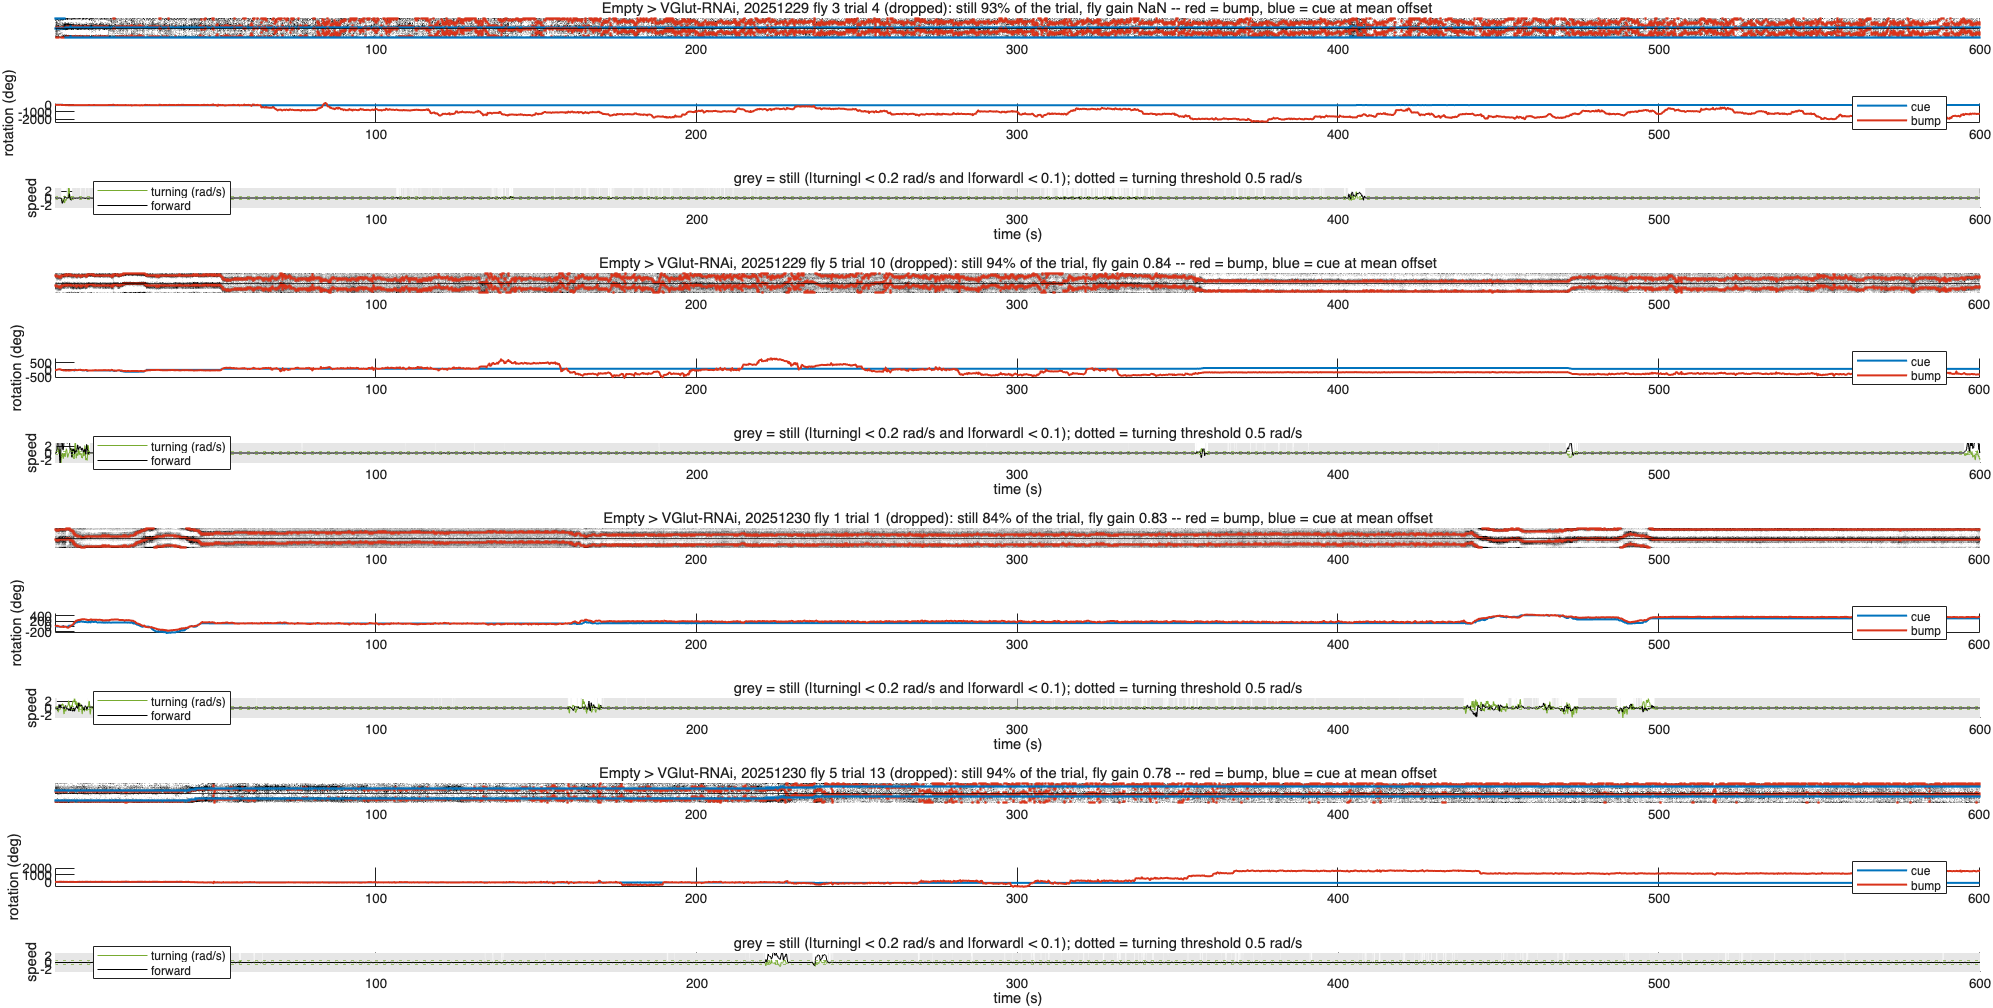 Empty > VGlut-RNAi, 20251229 fly 3 trial 4 (dropped): still 93% of the trial, fly gain NaN -- red = bump, blue = cue at mean offset
100 200 300 400 500 600
rotation (deg)
0
-1000
-2000
cue
bump
100 200 300 400 500 600
grey = still (|turning| < 0.2 rad/s and |forward| < 0.1); dotted = turning threshold 0.5 rad/s
speed
2
0
-2
turning (rad/s)
forward
100 200 300 400 500 600
time (s)
Empty > VGlut-RNAi, 20251229 fly 5 trial 10 (dropped): still 94% of the trial, fly gain 0.84 -- red = bump, blue = cue at mean offset
100 200 300 400 500 600
rotation (deg)
500
0
-500
cue
bump
100 200 300 400 500 600
grey = still (|turning| < 0.2 rad/s and |forward| < 0.1); dotted = turning threshold 0.5 rad/s
speed
2
0
-2
turning (rad/s)
forward
100 200 300 400 500 600
time (s)
Empty > VGlut-RNAi, 20251230 fly 1 trial 1 (dropped): still 84% of the trial, fly gain 0.83 -- red = bump, blue = cue at mean offset
100 200 300 400 500 600
rotation (deg)
400
200
0
-200
cue
bump
100 200 300 400 500 600
grey = still (|turning| < 0.2 rad/s and |forward| < 0.1); dotted = turning threshold 0.5 rad/s
speed
2
0
-2
turning (rad/s)
forward
100 200 300 400 500 600
time (s)
Empty > VGlut-RNAi, 20251230 fly 5 trial 13 (dropped): still 94% of the trial, fly gain 0.78 -- red = bump, blue = cue at mean offset
100 200 300 400 500 600
rotation (deg)
2000
1000
0
cue
bump
100 200 300 400 500 600
grey = still (|turning| < 0.2 rad/s and |forward| < 0.1); dotted = turning threshold 0.5 rad/s
speed
2
0
-2
turning (rad/s)
forward
100 200 300 400 500 600
time (s)